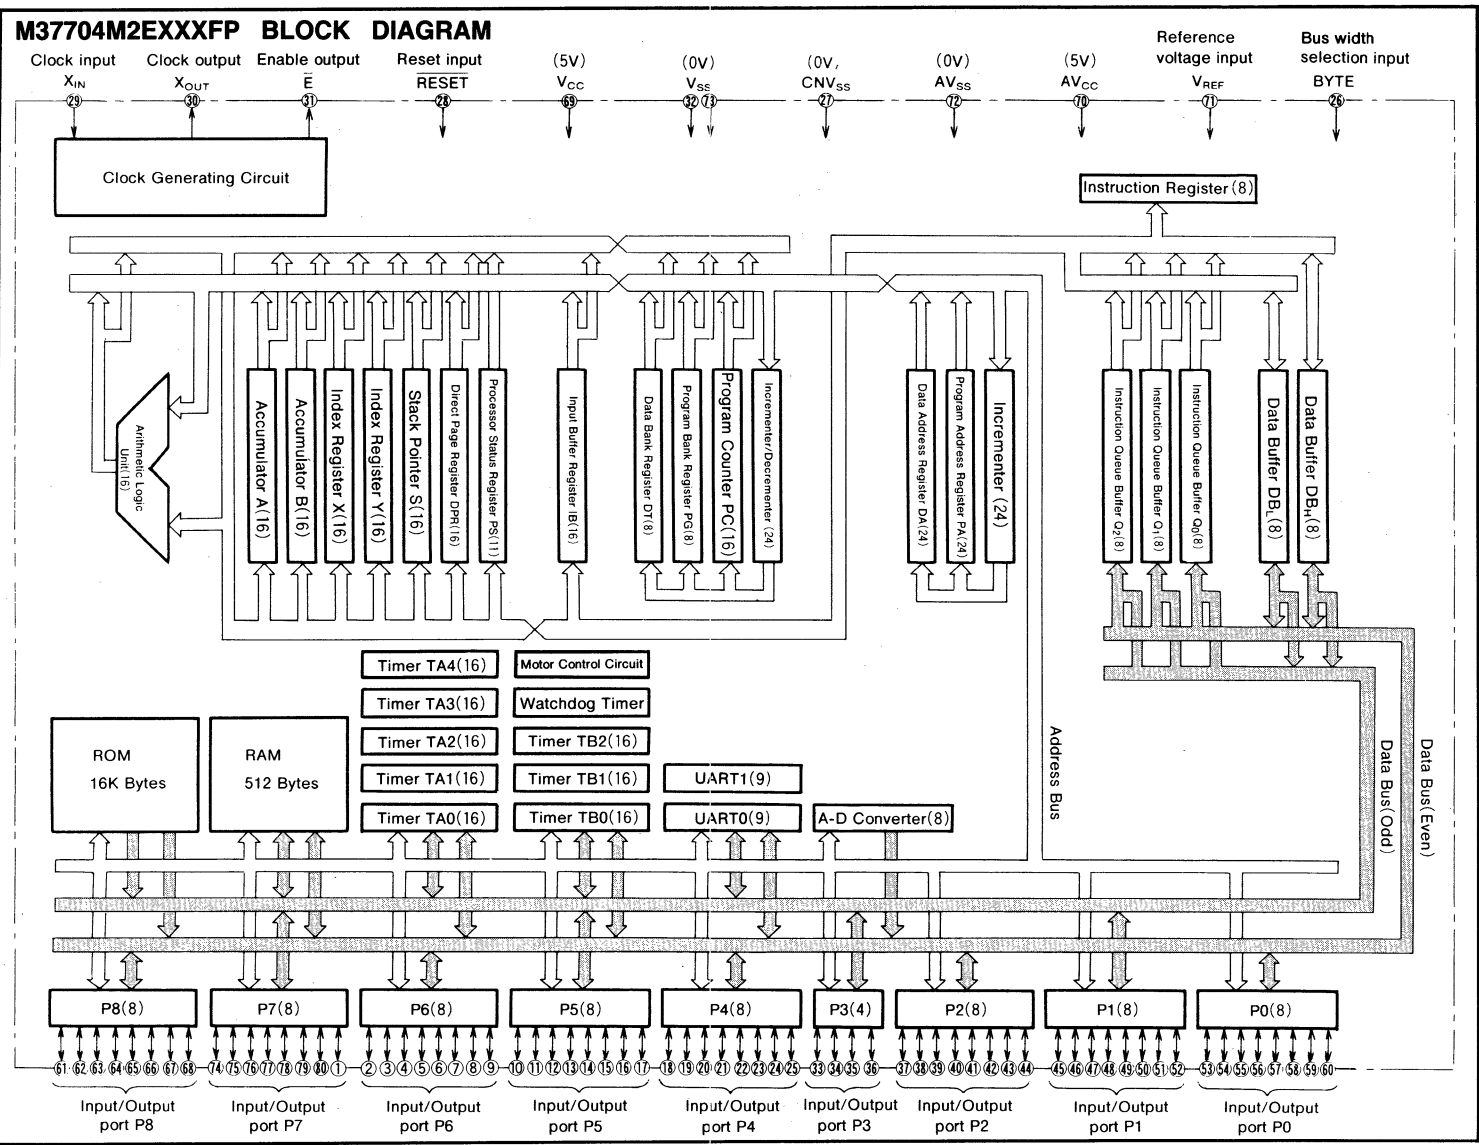 M37704M2EXXXFP BLOCK DIAGRAM
Clock input
X_IN
Clock output
X_OUT
Enable output
E̅
Reset input
R̅E̅S̅E̅T̅
(5V)
V_CC
(0V)
V_SS
(0V,
CNV_SS
(0V)
AV_SS
(5V)
AV_CC
Reference
voltage input
V_REF
Bus width
selection input
BYTE
29
30
31
28
69
32 73
27
72
70
71
26
Clock Generating Circuit
Instruction Register(8)
Arithmetic Logic
Unit(16)
Accumulator A(16)
Accumulator B(16)
Index Register X(16)
Index Register Y(16)
Stack Pointer S(16)
Direct Page Register DPR(16)
Processor Status Register PS(11)
Input Buffer Register IB(16)
Data Bank Register DT(8)
Program Bank Register PG(8)
Program Counter PC(16)
Incrementer/Decrementer (24)
Data Address Register DA(24)
Program Address Register PA(24)
Incrementer (24)
Instruction Queue Buffer Q₂(8)
Instruction Queue Buffer Q₁(8)
Instruction Queue Buffer Q₀(8)
Data Buffer DB_L(8)
Data Buffer DB_H(8)
Timer TA4(16)
Motor Control Circuit
Timer TA3(16)
Watchdog Timer
Timer TA2(16)
Timer TB2(16)
Timer TA1(16)
Timer TB1(16)
UART1(9)
Timer TA0(16)
Timer TB0(16)
UART0(9)
A-D Converter(8)
ROM
16K Bytes
RAM
512 Bytes
Address Bus
Data Bus(Odd)
Data Bus(Even)
P8(8)
P7(8)
P6(8)
P5(8)
P4(8)
P3(4)
P2(8)
P1(8)
P0(8)
61 62 63 64 65 66 67 68
74 75 76 77 78 79 80 1
2 3 4 5 6 7 8 9
10 11 12 13 14 15 16 17
18 19 20 21 22 23 24 25
33 34 35 36
37 38 39 40 41 42 43 44
45 46 47 48 49 50 51 52
53 54 55 56 57 58 59 60
Input/Output
port P8
Input/Output
port P7
Input/Output
port P6
Input/Output
port P5
Input/Output
port P4
Input/Output
port P3
Input/Output
port P2
Input/Output
port P1
Input/Output
port P0